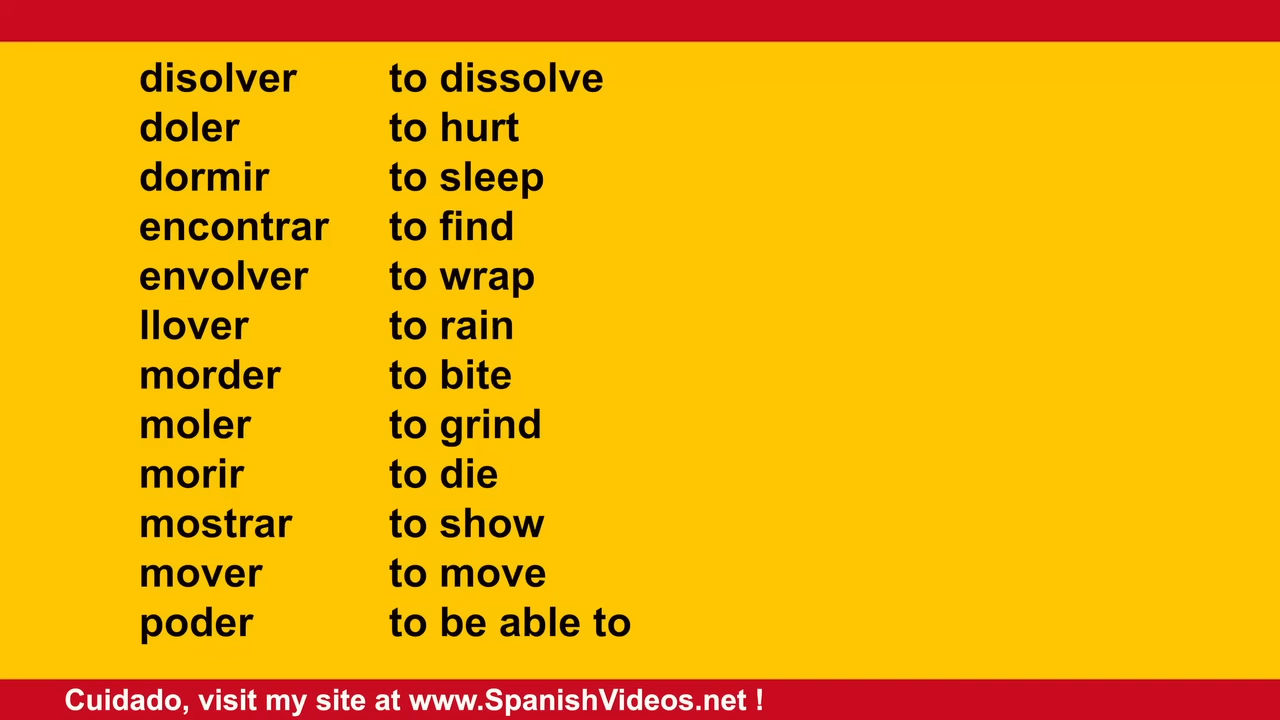 disolver to dissolve
doler to hurt
dormir to sleep
encontrar to find
envolver to wrap
llover to rain
morder to bite
moler to grind
morir to die
mostrar to show
mover to move
poder to be able to
Cuidado, visit my site at www.SpanishVideos.net !